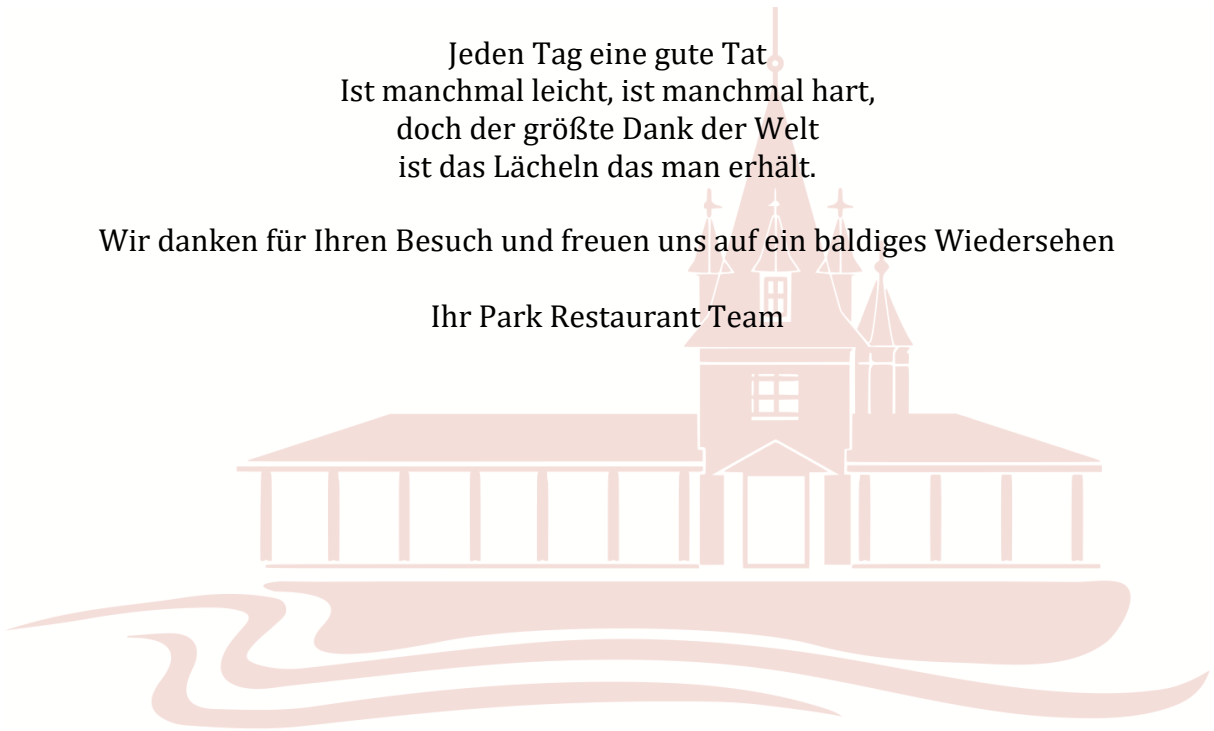 Jeden Tag eine gute Tat
Ist manchmal leicht, ist manchmal hart,
doch der größte Dank der Welt
ist das Lächeln das man erhält.
Wir danken für Ihren Besuch und freuen uns auf ein baldiges Wiedersehen
Ihr Park Restaurant Team